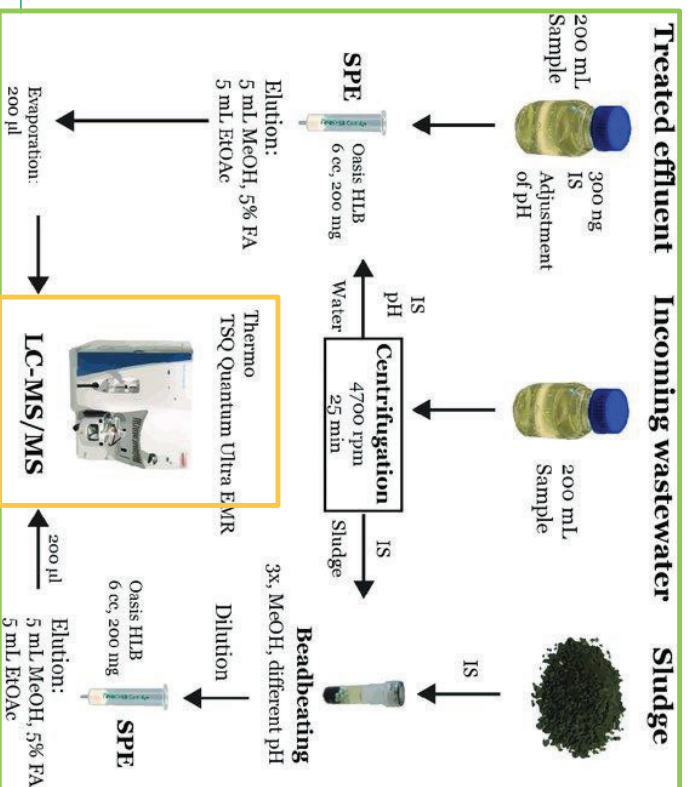 Treated effluent
200 mL
Sample
300 ng
IS
Adjustment
of pH
SPE
Oasis HLB
6 cc, 200 mg
Elution:
5 mL MeOH, 5% FA
5 mL EtOAc
Evaporation:
200 µl
Incoming wastewater
200 mL
Sample
Centrifugation
4700 rpm
25 min
IS
pH
Water
IS
Sludge
Thermo
TSQ Quantum Ultra EMR
LC-MS/MS
Sludge
IS
Beadbeating
3x, MeOH, different pH
Dilution
Oasis HLB
6 cc, 200 mg
SPE
Elution:
5 mL MeOH, 5% FA
5 mL EtOAc
200 µl